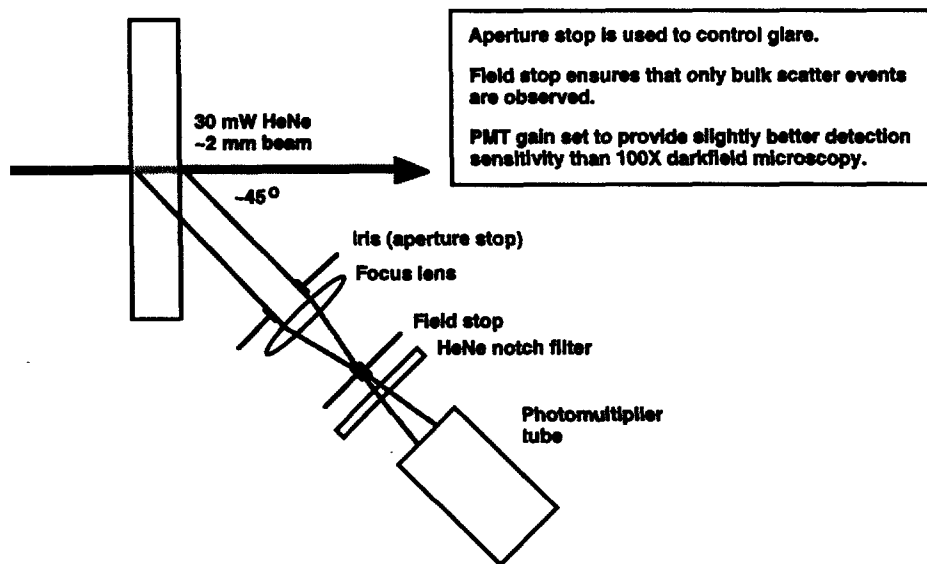 Aperture stop is used to control glare.
Field stop ensures that only bulk scatter events
are observed.
PMT gain set to provide slightly better detection
sensitivity than 100X darkfield microscopy.
30 mW HeNe
~2 mm beam
~45°
Iris (aperture stop)
Focus lens
Field stop
HeNe notch filter
Photomultiplier
tube